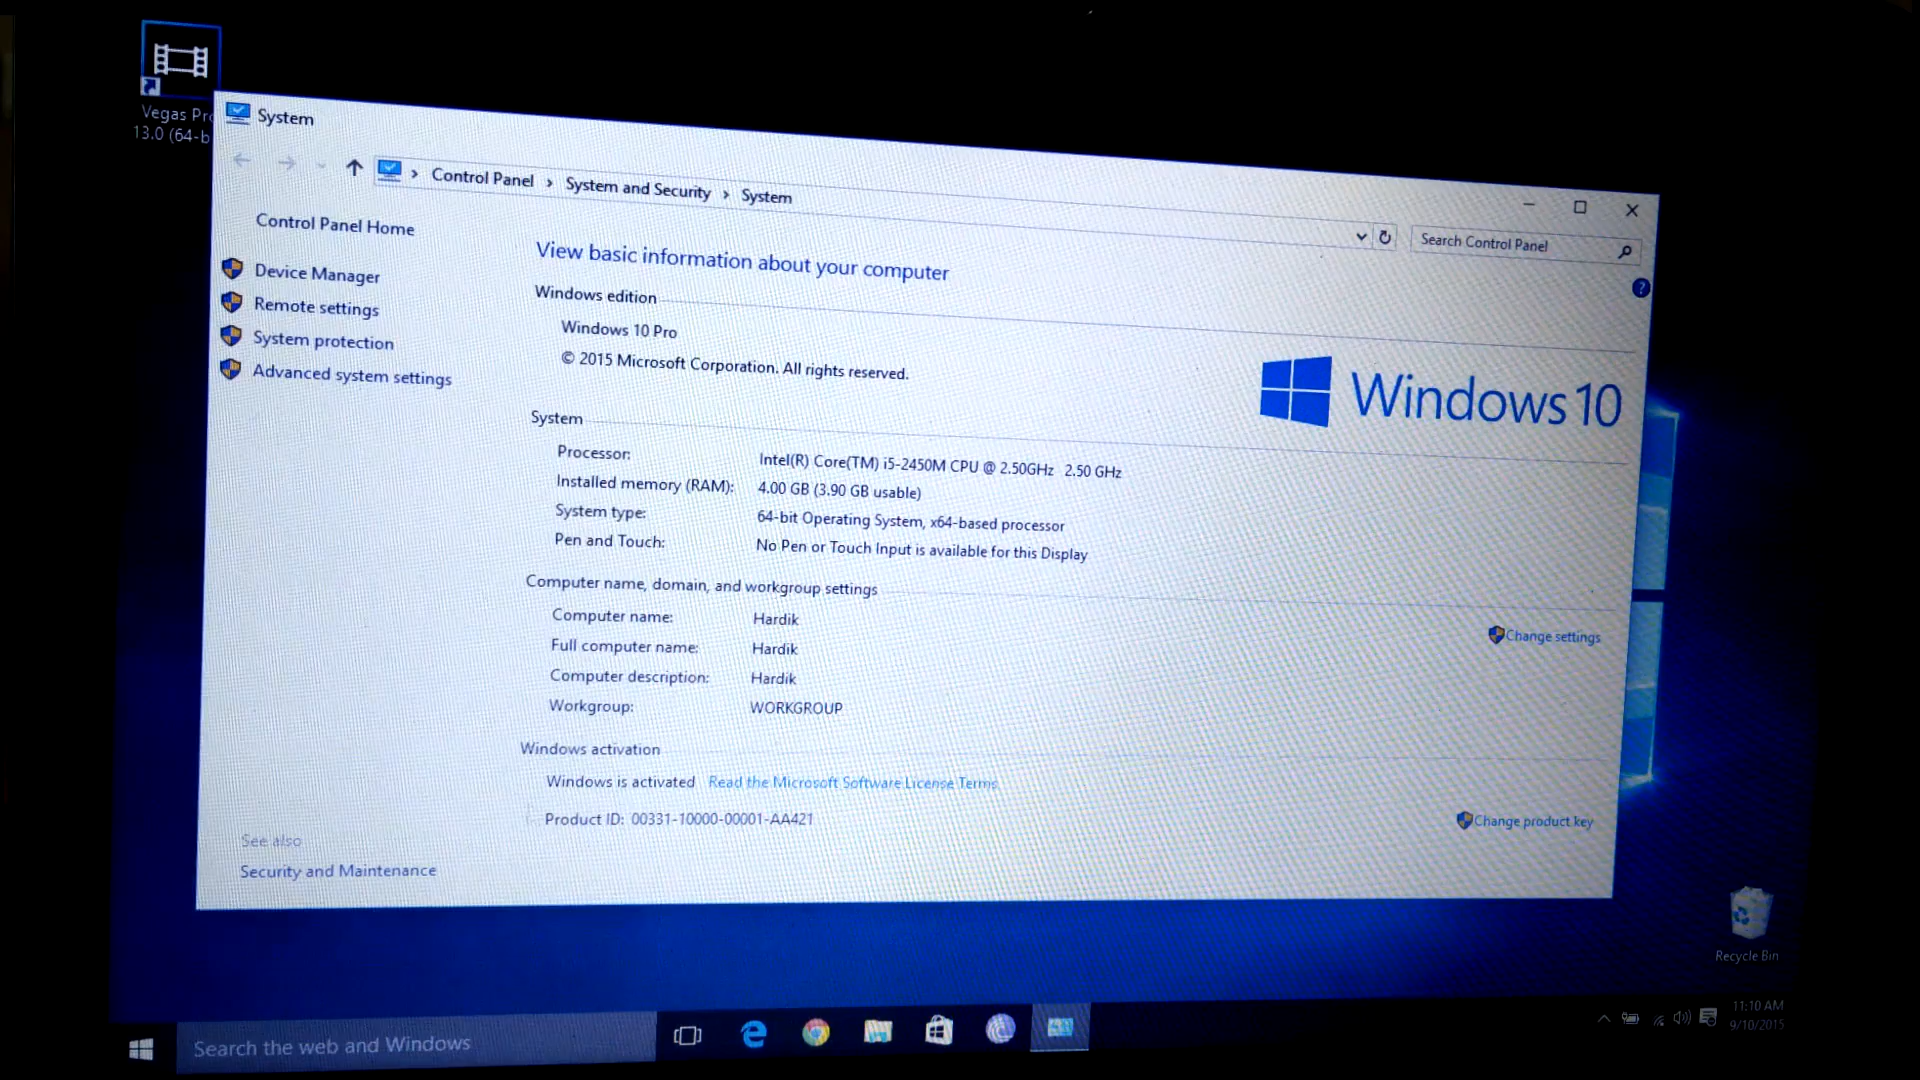 Vegas Pro
13.0 (64-b
System
Control Panel › System and Security › System
Search Control Panel
Control Panel Home
Device Manager
Remote settings
System protection
Advanced system settings
See also
Security and Maintenance
View basic information about your computer
Windows edition
Windows 10 Pro
© 2015 Microsoft Corporation. All rights reserved.
Windows 10
System
Processor: Intel(R) Core(TM) i5-2450M CPU @ 2.50GHz 2.50 GHz
Installed memory (RAM): 4.00 GB (3.90 GB usable)
System type: 64-bit Operating System, x64-based processor
Pen and Touch: No Pen or Touch Input is available for this Display
Computer name, domain, and workgroup settings
Computer name: Hardik
Change settings
Full computer name: Hardik
Computer description: Hardik
Workgroup: WORKGROUP
Windows activation
Windows is activated Read the Microsoft Software License Terms
Product ID: 00331-10000-00001-AA421
Change product key
Recycle Bin
Search the web and Windows
11:10 AM
9/10/2015